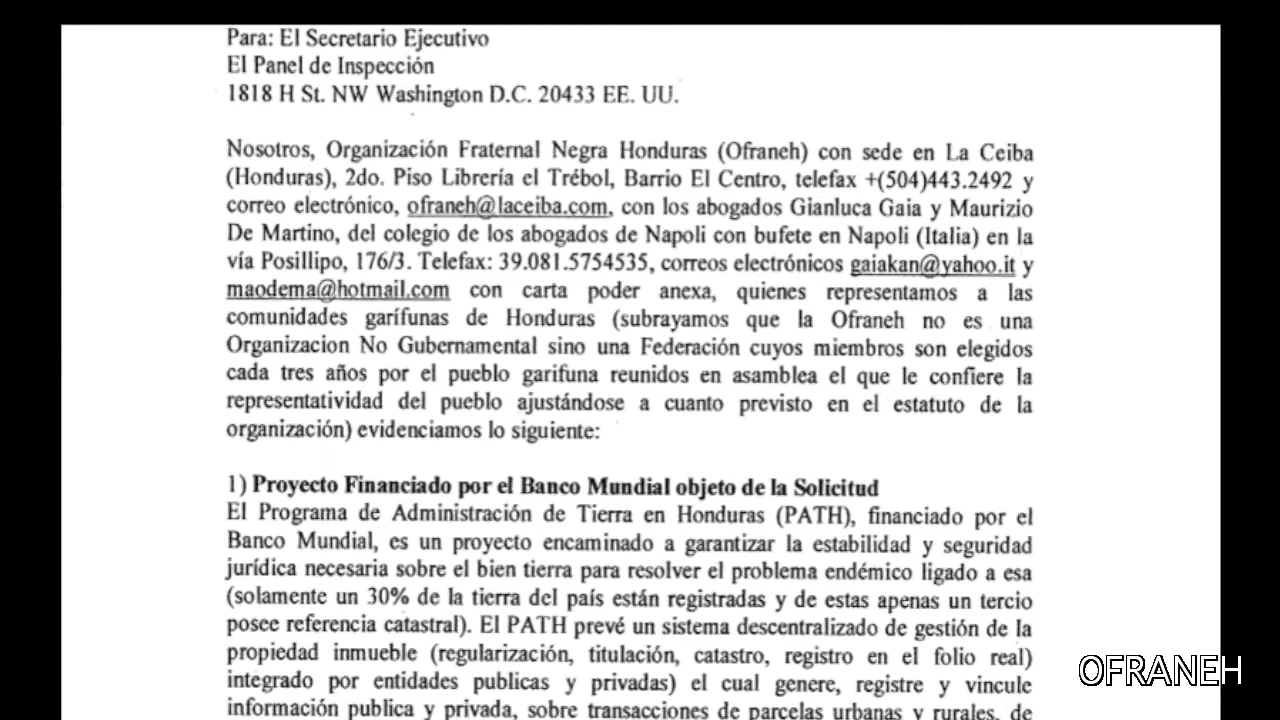 Para: El Secretario Ejecutivo
El Panel de Inspección
1818 H St. NW Washington D.C. 20433 EE. UU.
Nosotros, Organización Fraternal Negra Honduras (Ofraneh) con sede en La Ceiba
(Honduras), 2do. Piso Librería el Trébol, Barrio El Centro, telefax +(504)443.2492 y
correo electrónico, ofraneh@laceiba.com, con los abogados Gianluca Gaia y Maurizio
De Martino, del colegio de los abogados de Napoli con bufete en Napoli (Italia) en la
vía Posillipo, 176/3. Telefax: 39.081.5754535, correos electrónicos gaiakan@yahoo.it y
maodema@hotmail.com con carta poder anexa, quienes representamos a las
comunidades garífunas de Honduras (subrayamos que la Ofraneh no es una
Organizacion No Gubernamental sino una Federación cuyos miembros son elegidos
cada tres años por el pueblo garifuna reunidos en asamblea el que le confiere la
representatividad del pueblo ajustándose a cuanto previsto en el estatuto de la
organización) evidenciamos lo siguiente:
1) Proyecto Financiado por el Banco Mundial objeto de la Solicitud
El Programa de Administración de Tierra en Honduras (PATH), financiado por el
Banco Mundial, es un proyecto encaminado a garantizar la estabilidad y seguridad
jurídica necesaria sobre el bien tierra para resolver el problema endémico ligado a esa
(solamente un 30% de la tierra del país están registradas y de estas apenas un tercio
posee referencia catastral). El PATH prevé un sistema descentralizado de gestión de la
propiedad inmueble (regularización, titulación, catastro, registro en el folio real)
integrado por entidades publicas y privadas) el cual genere, registre y vincule
información publica y privada, sobre transacciones de parcelas urbanas y rurales, de
OFRANEH